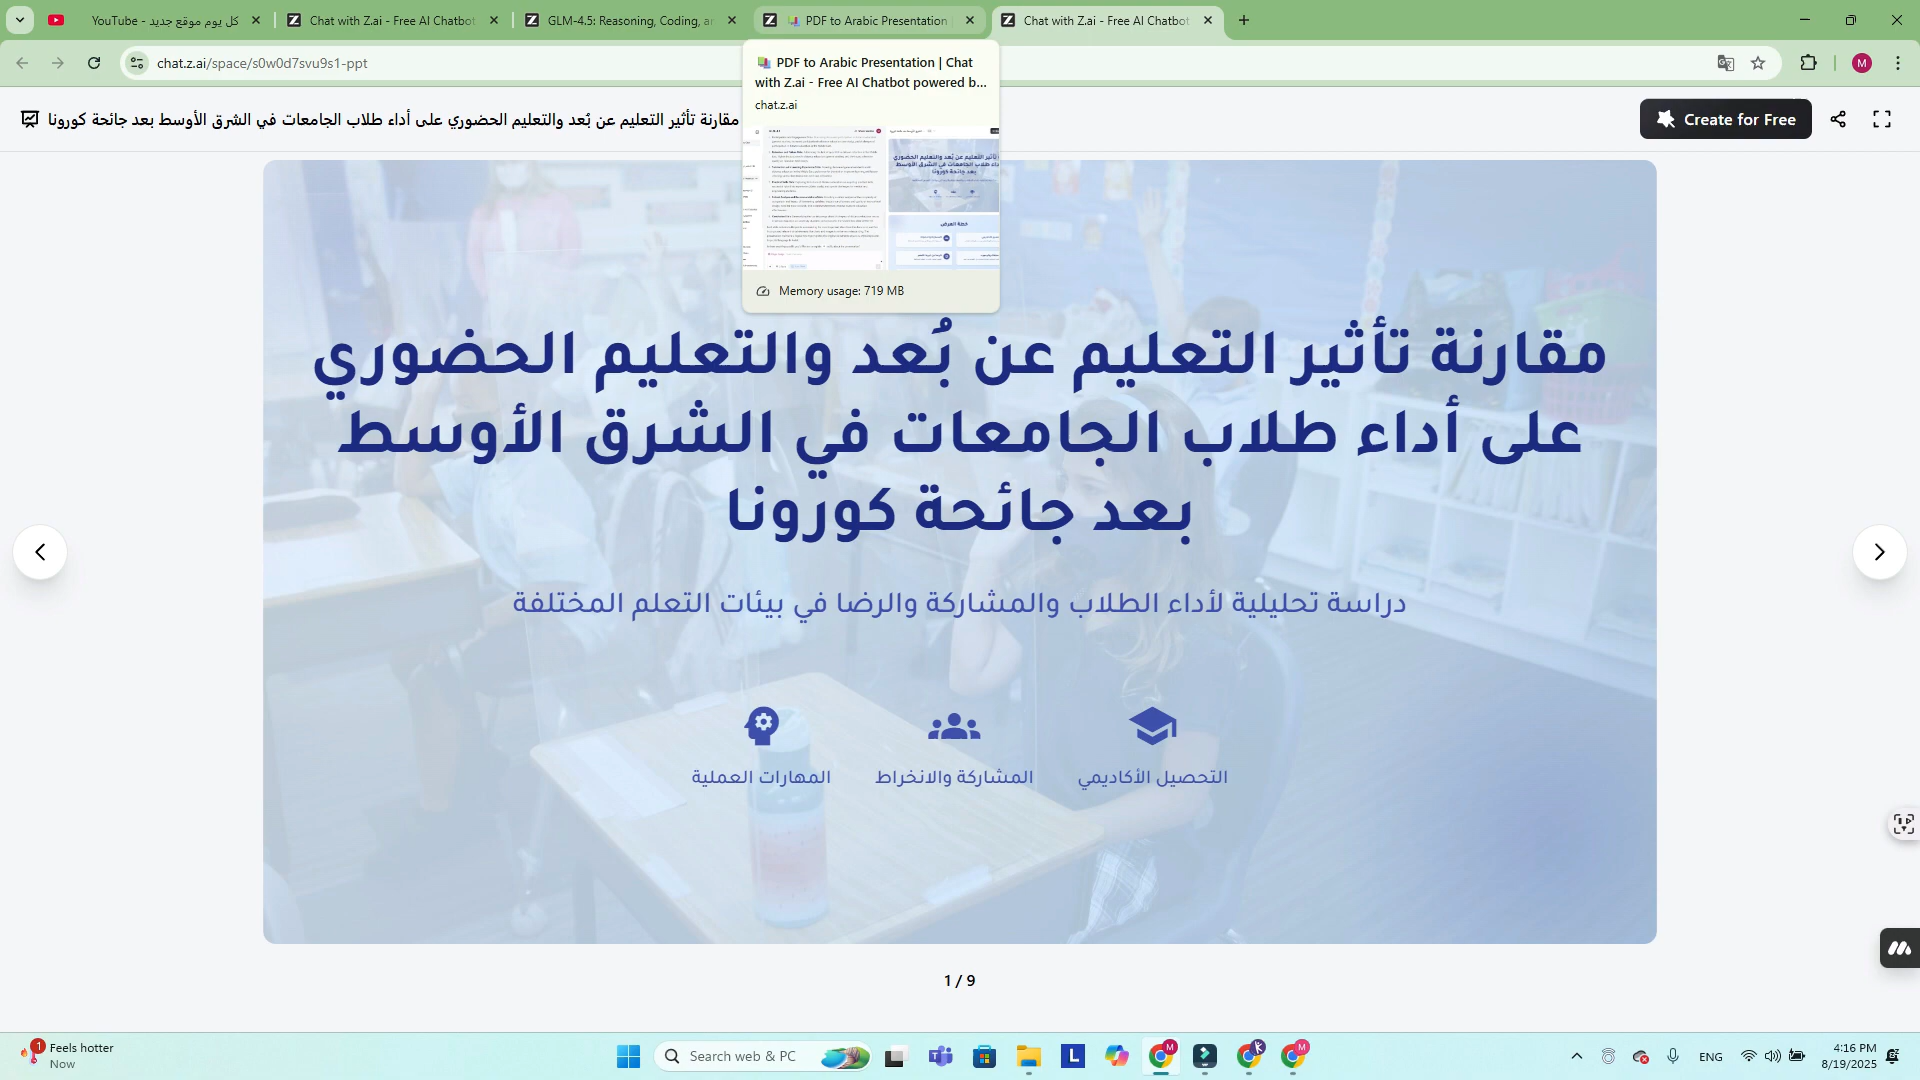 كل يوم موقع جديد - YouTube
Chat with Z.ai - Free AI Chatbot
GLM-4.5: Reasoning, Coding, a
PDF to Arabic Presentation
Chat with Z.ai - Free AI Chatbot
chat.z.ai/space/s0w0d7svu9s1-ppt
M
PDF to Arabic Presentation | Chat
with Z.ai - Free AI Chatbot powered b...
chat.z.ai
Memory usage: 719 MB
مقارنة تأثير التعليم عن بُعد والتعليم الحضوري على أداء طلاب الجامعات في الشرق الأوسط بعد جائحة كورونا
Create for Free
خطة العرض
مقارنة تأثير التعليم عن بُعد والتعليم الحضوري
على أداء طلاب الجامعات في الشرق الأوسط
بعد جائحة كورونا
دراسة تحليلية لأداء الطلاب والمشاركة والرضا في بيئات التعلم المختلفة
التحصيل الأكاديمي
المشاركة والانخراط
المهارات العملية
1 / 9
1
Feels hotter
Now
Search web & PC
L
M
M
ENG
4:16 PM
8/19/2025